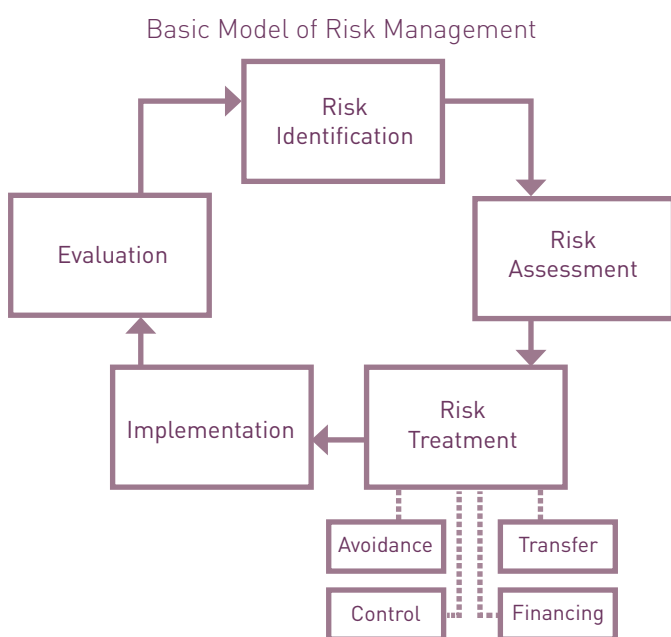 Basic Model of Risk Management
Risk
Identification
Risk
Assessment
Risk
Treatment
Implementation
Evaluation
Avoidance
Transfer
Control
Financing